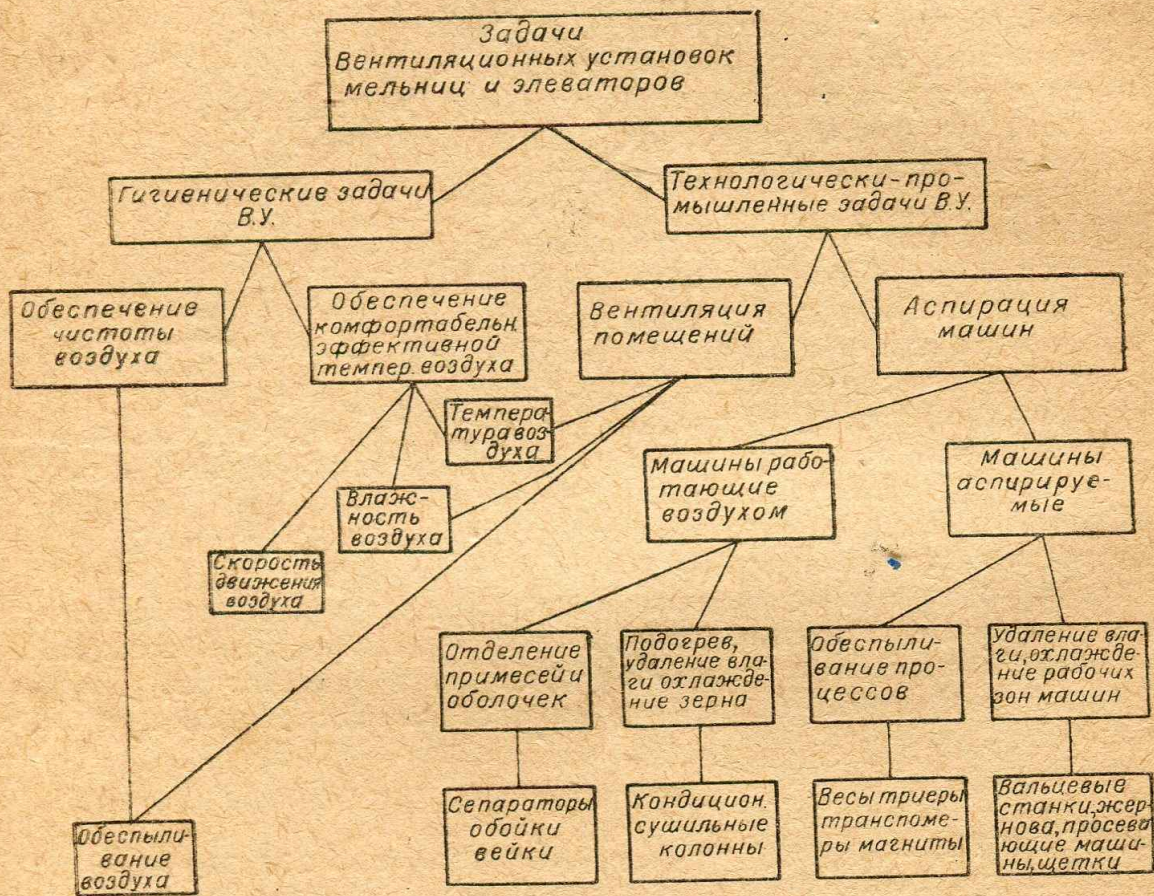 Задачи
Вентиляционных установок
мельниц и элеваторов
Гигиенические задачи
В.У.
Технологически-про-
мышленные задачи В.У.
Обеспечение
чистоты
воздуха
Обеспечение
комфортабельн.
эффективной
темпер. воздуха
Вентиляция
помещений
Аспирация
машин
Темпера-
тура воз-
духа
Влаж-
ность
воздуха
Скорость
движения
воздуха
Машины рабо-
тающие
воздухом
Машины
аспирируе-
мые
Отделение
примесей и
оболочек
Подогрев,
удаление вла-
ги охлажде-
ние зерна
Обеспыли-
вание про-
цессов
Удаление вла-
ги, охлажде-
ние рабочих
зон машин
Обеспыли-
вание
воздуха
Сепараторы
обойки
вейки
Кондицион.
сушильные
колонны
Весы триеры
транспоме-
ры магниты
Вальцевые
станки, жер-
нова, просева-
ющие маши-
ны, щетки